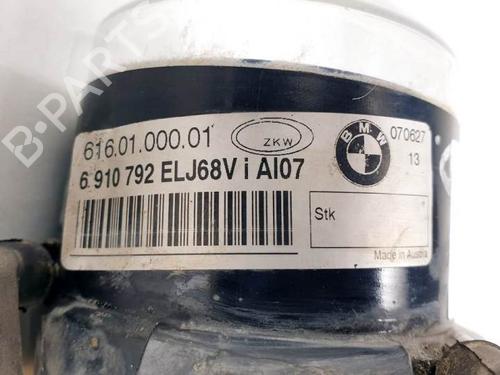 616.01.000.01 ZKW BMW 070627
13
6 910 792 ELJ68V i AI07
Stk
Made in Austria
B-PARTS